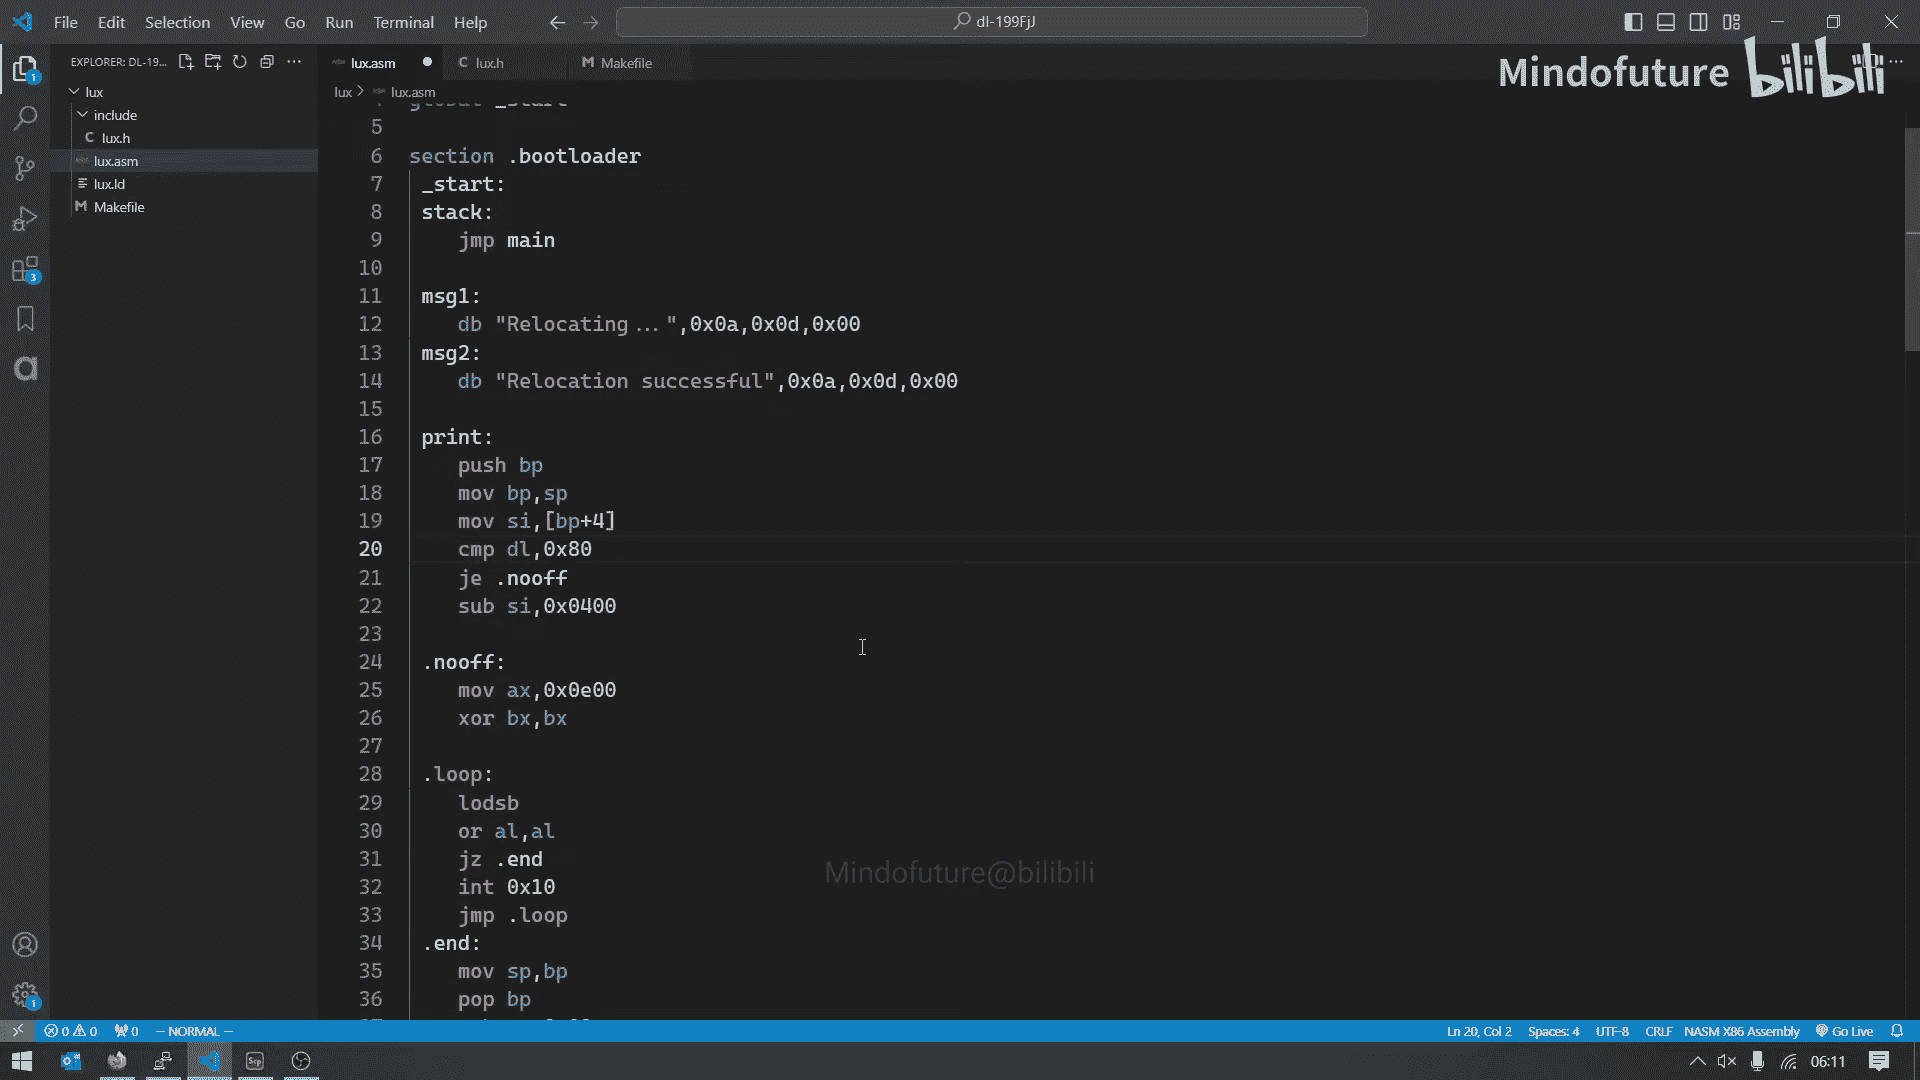 File Edit Selection View Go Run Terminal Help
dl-199FjJ
EXPLORER: DL-19...
lux.asm
C lux.h
M Makefile
Mindofuture bilibili
lux
include
C lux.h
lux.asm
lux.ld
M Makefile
lux > lux.asm
global _start
5
6 section .bootloader
7 _start:
8 stack:
9 jmp main
10
11 msg1:
12 db "Relocating...",0x0a,0x0d,0x00
13 msg2:
14 db "Relocation successful",0x0a,0x0d,0x00
15
16 print:
17 push bp
18 mov bp,sp
19 mov si,[bp+4]
20 cmp dl,0x80
21 je .nooff
22 sub si,0x0400
23
24 .nooff:
25 mov ax,0x0e00
26 xor bx,bx
27
28 .loop:
29 lodsb
30 or al,al
31 jz .end
32 int 0x10
33 jmp .loop
34 .end:
35 mov sp,bp
36 pop bp
Mindofuture@bilibili
1
3
1
0 0 0 -- NORMAL --
Ln 20, Col 2 Spaces: 4 UTF-8 CRLF NASM X86 Assembly Go Live
06:11